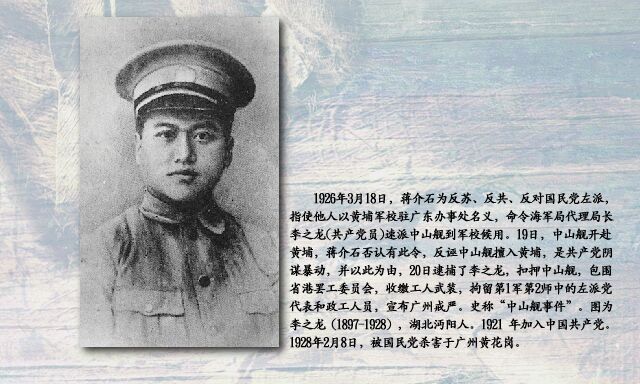 1926年3月18日，蒋介石为反苏、反共、反对国民党左派，
指使他人以黄埔军校驻广东办事处名义，命令海军局代理局长
李之龙(共产党员)速派中山舰到军校候用。19日，中山舰开赴
黄埔，蒋介石否认有此令，反诬中山舰擅入黄埔，是共产党阴
谋暴动，并以此为由，20日逮捕了李之龙，扣押中山舰，包围
省港罢工委员会，收缴工人武装，拘留第1军第2师中的左派党
代表和政工人员，宣布广州戒严。史称“中山舰事件”。图为
李之龙（1897-1928），湖北沔阳人。1921 年加入中国共产党。
1928年2月8日，被国民党杀害于广州黄花岗。